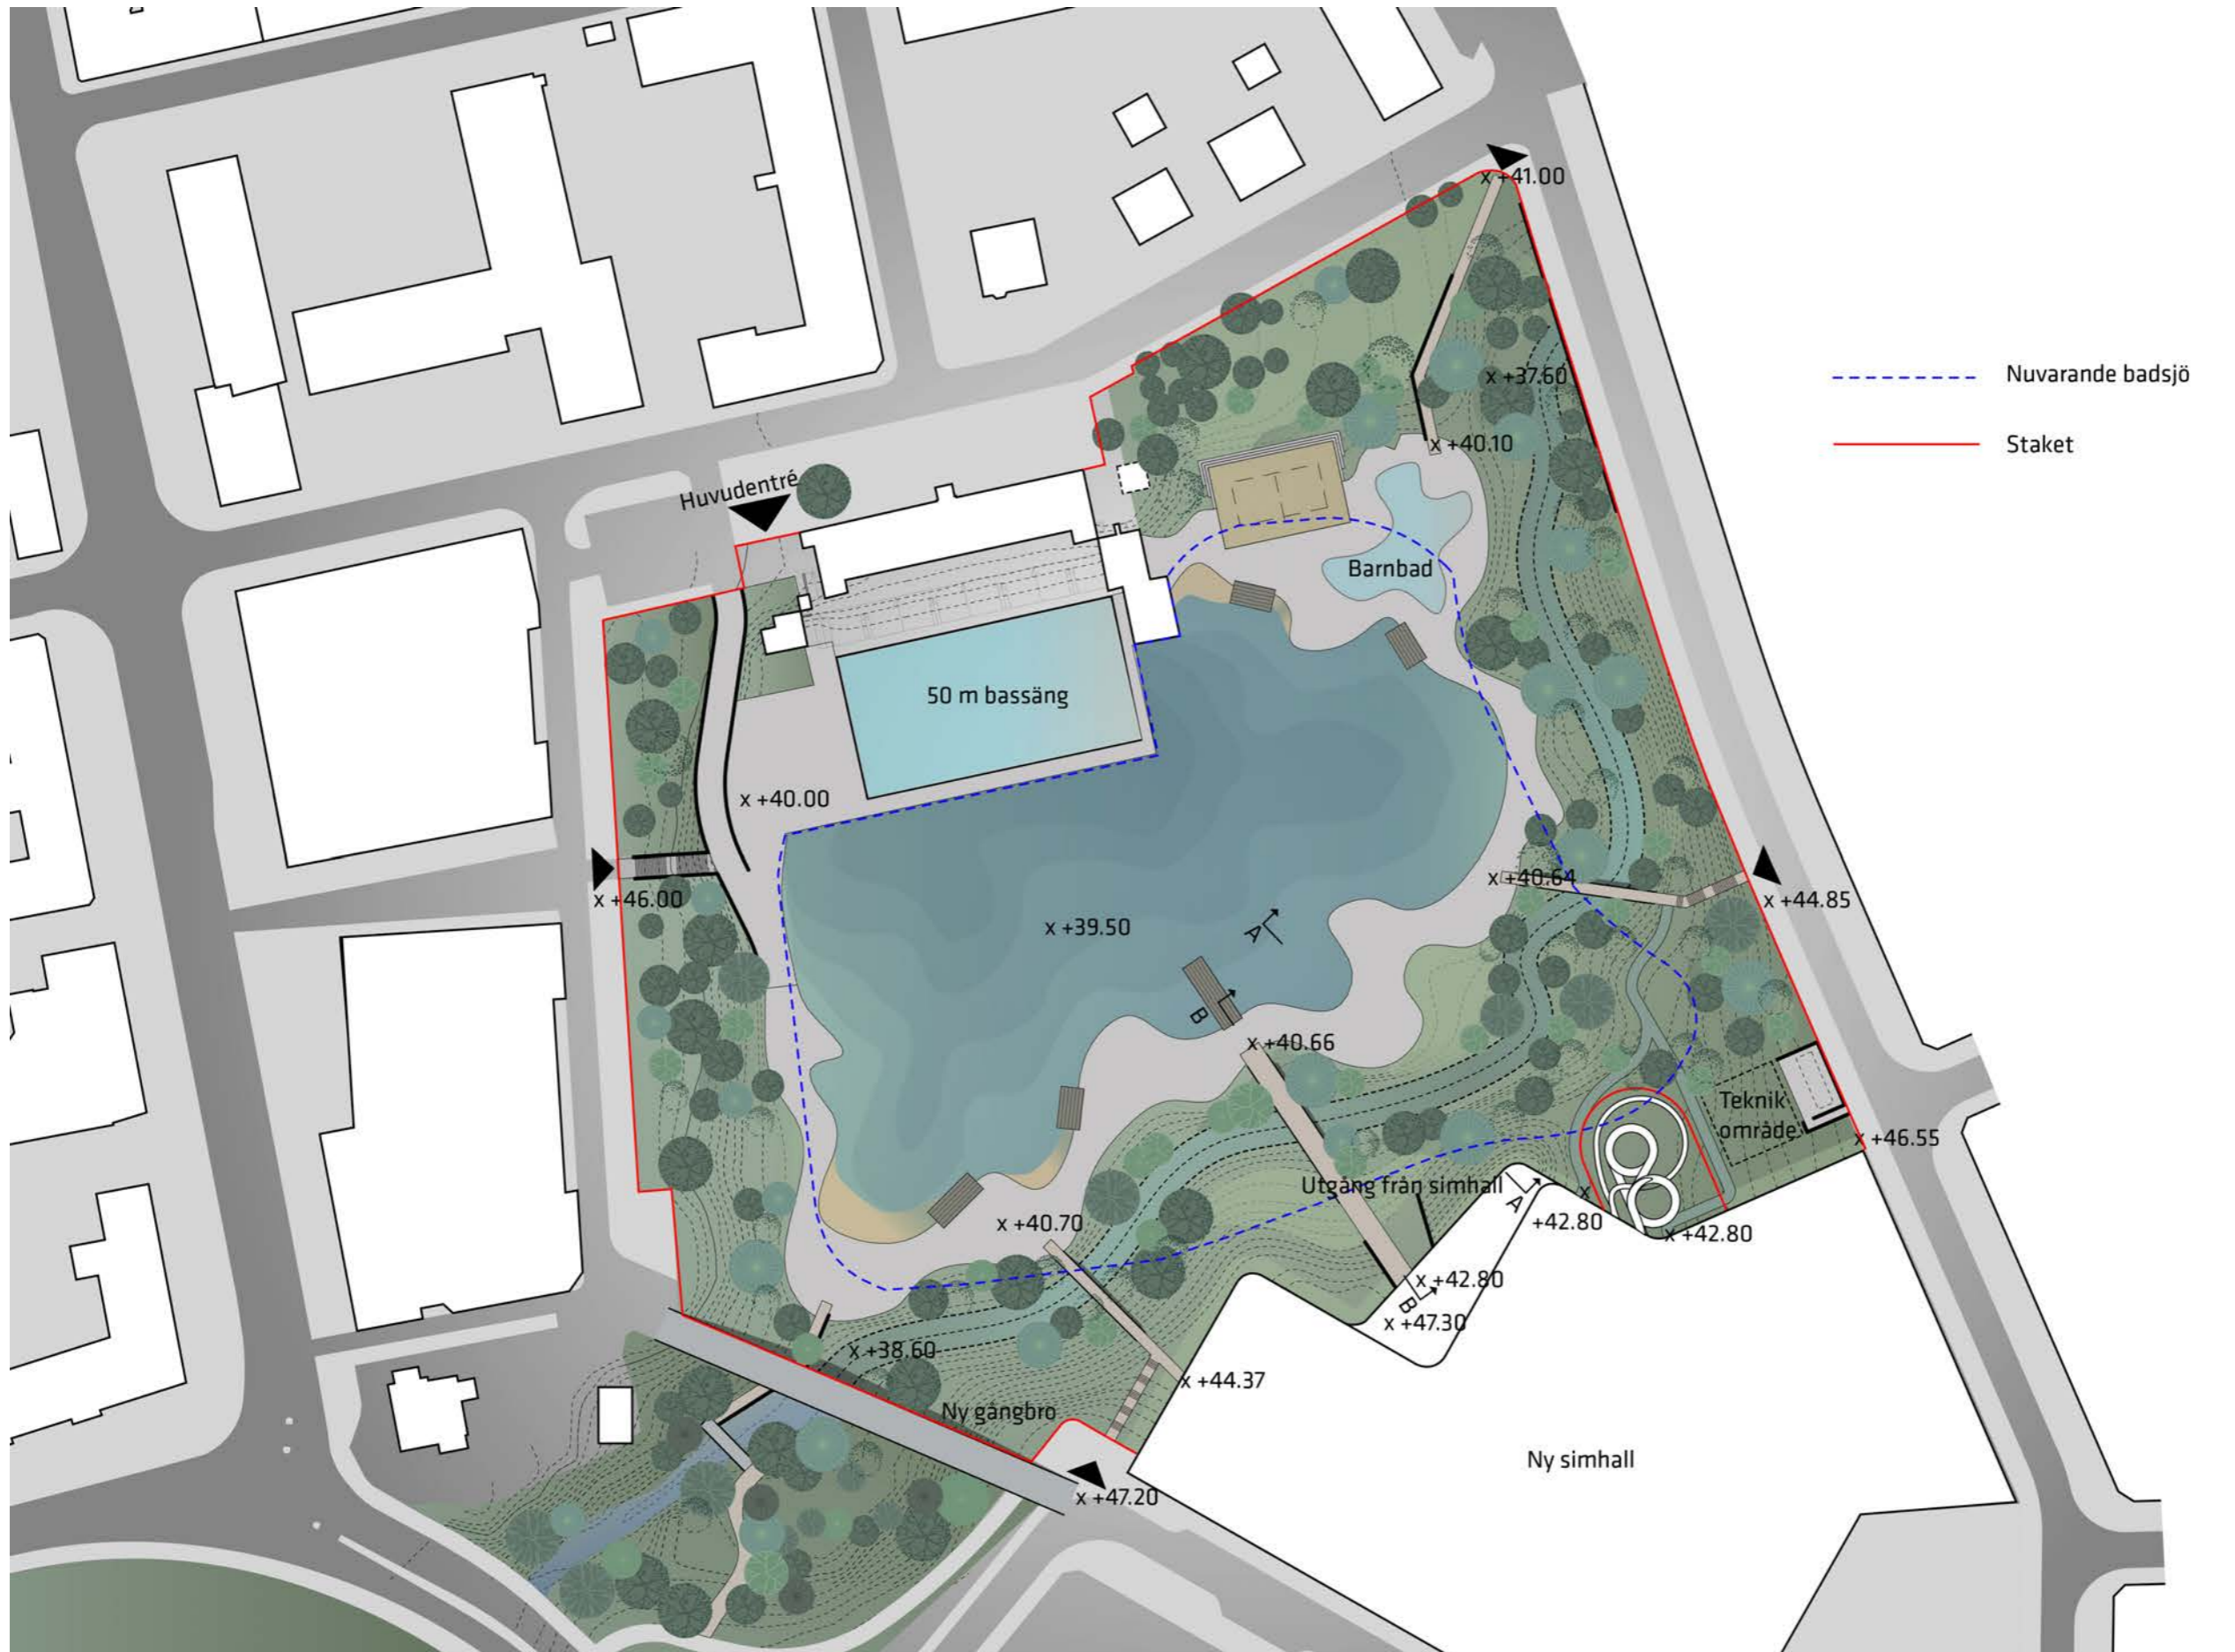 x +41.00
Nuvarande badsjö
x +37.60
Staket
x +40.10
Huvudentré
Barnbad
50 m bassäng
x +40.00
x +40.64
x +46.00
x +44.85
x +39.50
A
B
x +40.66
Teknik
område
x +46.55
Utgång från simhall
x
A
+42.80
x +40.70
x +42.80
x +42.80
B
x +47.30
x +38.60
x +44.37
Ny gångbro
Ny simhall
x +47.20